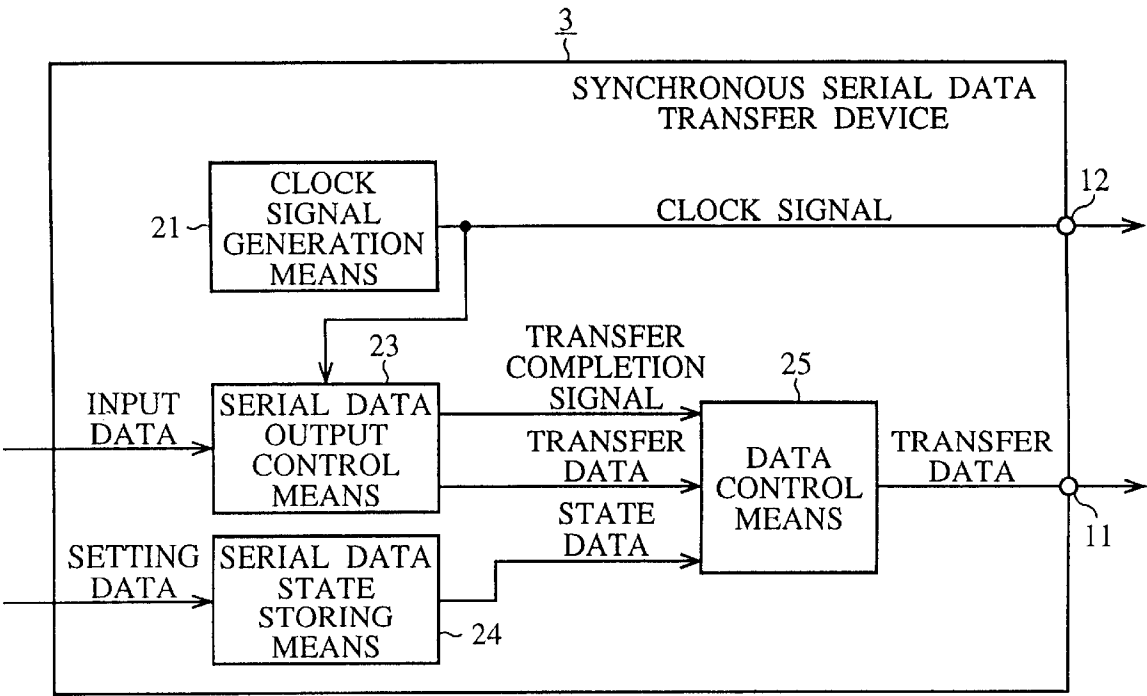 3
SYNCHRONOUS SERIAL DATA
TRANSFER DEVICE
CLOCK
SIGNAL
GENERATION
MEANS
21
CLOCK SIGNAL
12
23
TRANSFER
COMPLETION
SIGNAL
25
INPUT
DATA
SERIAL DATA
OUTPUT
CONTROL
MEANS
TRANSFER
DATA
DATA
CONTROL
MEANS
TRANSFER
DATA
11
STATE
DATA
SETTING
DATA
SERIAL DATA
STATE
STORING
MEANS
24